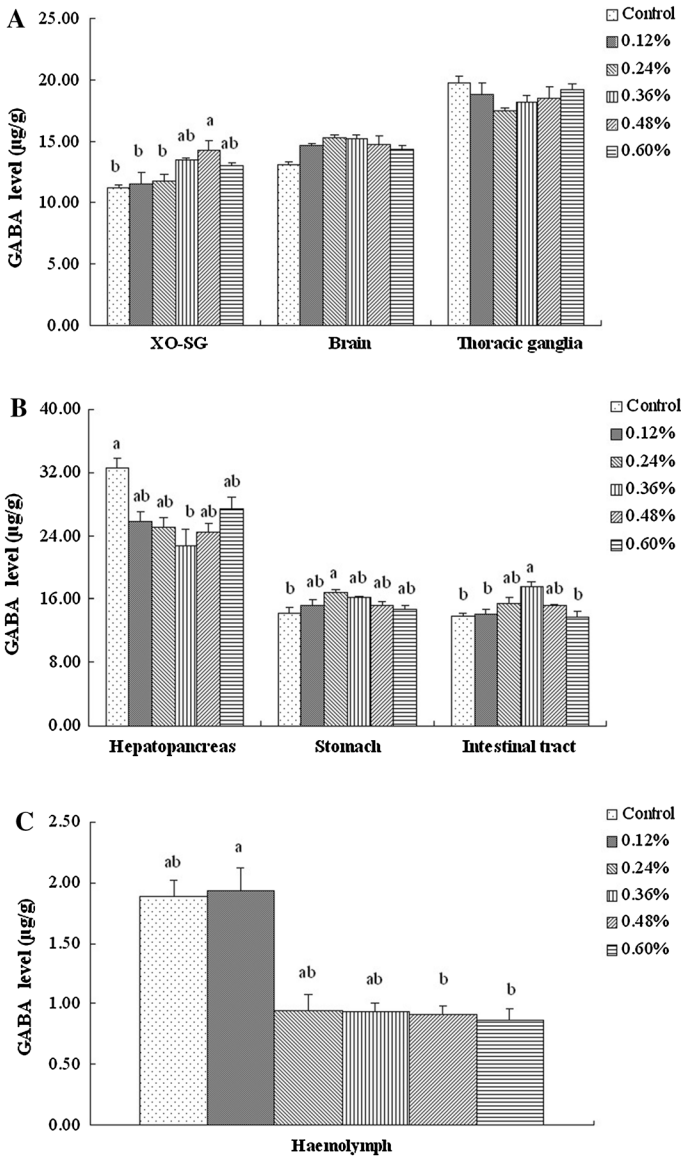 A
25.00
20.00
15.00
10.00
5.00
0.00
GABA level (µg/g)
b b b ab a ab
XO-SG Brain Thoracic ganglia
Control
0.12%
0.24%
0.36%
0.48%
0.60%
B
40.00
32.00
24.00
16.00
8.00
0.00
GABA level (µg/g)
a ab ab b ab ab
b ab a ab ab ab
b b ab a ab b
Hepatopancreas Stomach Intestinal tract
Control
0.12%
0.24%
0.36%
0.48%
0.60%
C
2.50
2.00
1.50
1.00
0.50
0.00
GABA level (µg/g)
ab a ab ab b b
Haemolymph
Control
0.12%
0.24%
0.36%
0.48%
0.60%